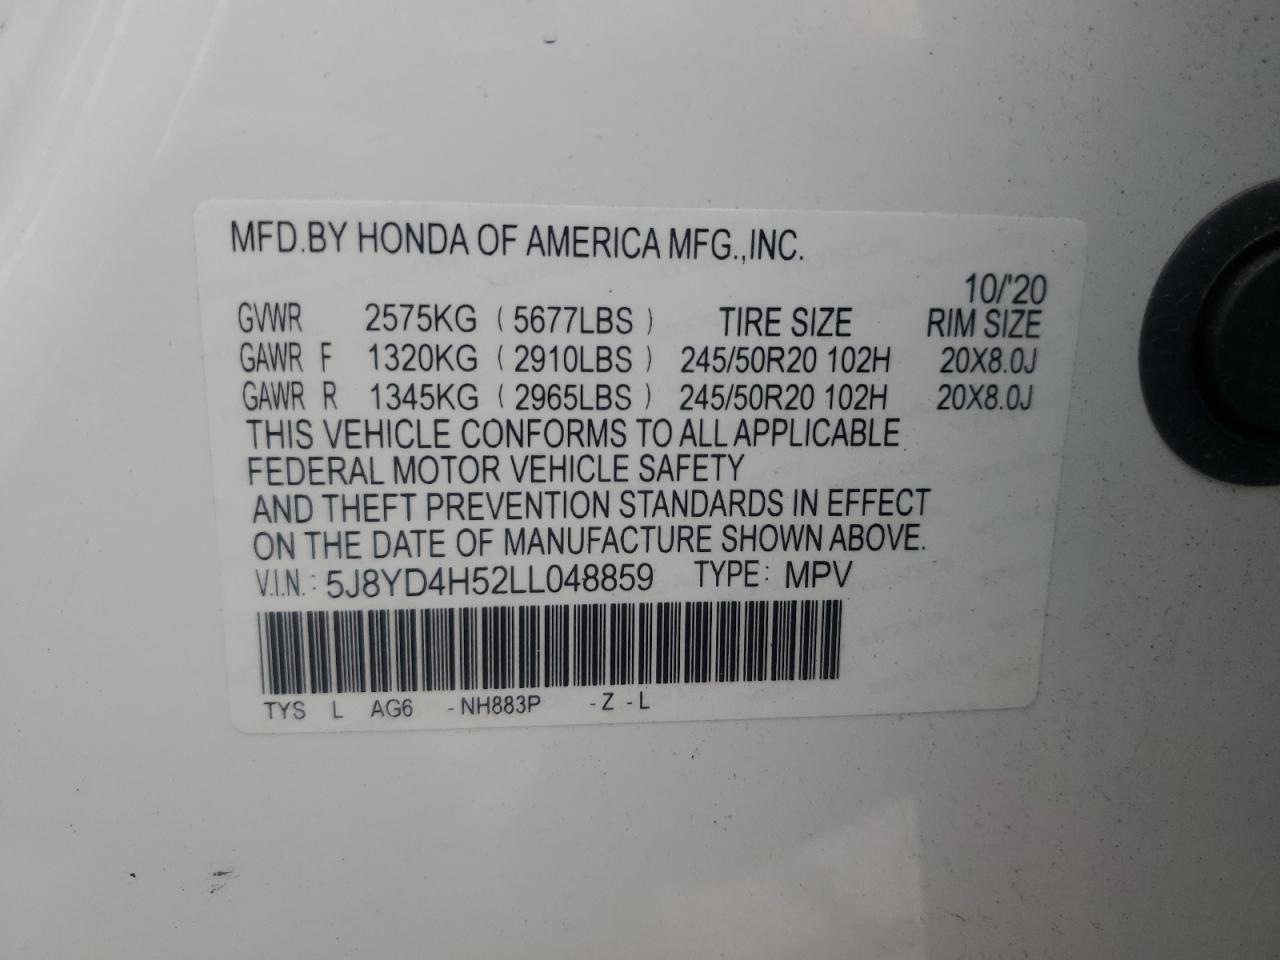 MFD.BY HONDA OF AMERICA MFG.,INC.
10/'20
GVWR 2575KG ( 5677LBS ) TIRE SIZE RIM SIZE
GAWR F 1320KG ( 2910LBS ) 245/50R20 102H 20X8.0J
GAWR R 1345KG ( 2965LBS ) 245/50R20 102H 20X8.0J
THIS VEHICLE CONFORMS TO ALL APPLICABLE
FEDERAL MOTOR VEHICLE SAFETY
AND THEFT PREVENTION STANDARDS IN EFFECT
ON THE DATE OF MANUFACTURE SHOWN ABOVE.
V.I.N.: 5J8YD4H52LL048859 TYPE: MPV
TYS L AG6 -NH883P -Z -L